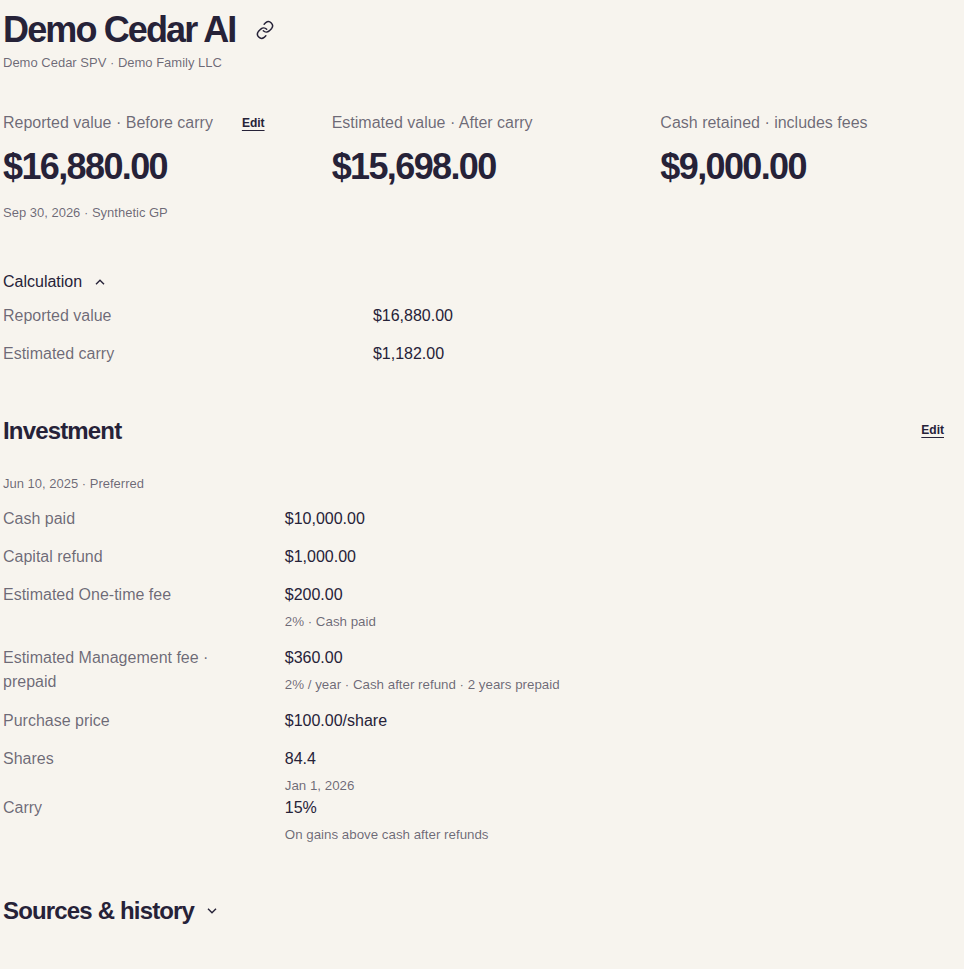 Demo Cedar AI
Demo Cedar SPV · Demo Family LLC
Reported value · Before carry Edit
$16,880.00
Sep 30, 2026 · Synthetic GP
Estimated value · After carry
$15,698.00
Cash retained · includes fees
$9,000.00
Calculation
Reported value $16,880.00
Estimated carry $1,182.00
Investment Edit
Jun 10, 2025 · Preferred
Cash paid $10,000.00
Capital refund $1,000.00
Estimated One-time fee $200.00
2% · Cash paid
Estimated Management fee ·
prepaid
$360.00
2% / year · Cash after refund · 2 years prepaid
Purchase price $100.00/share
Shares 84.4
Jan 1, 2026
Carry 15%
On gains above cash after refunds
Sources & history